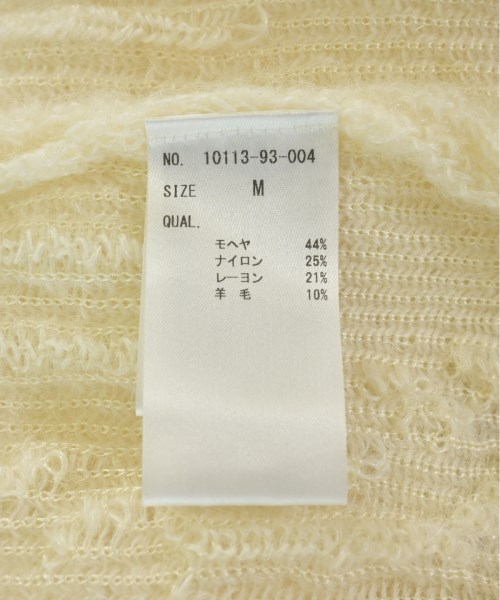 NO. 10113-93-004
SIZE M
QUAL.
モヘヤ 44%
ナイロン 25%
レーヨン 21%
羊 毛 10%